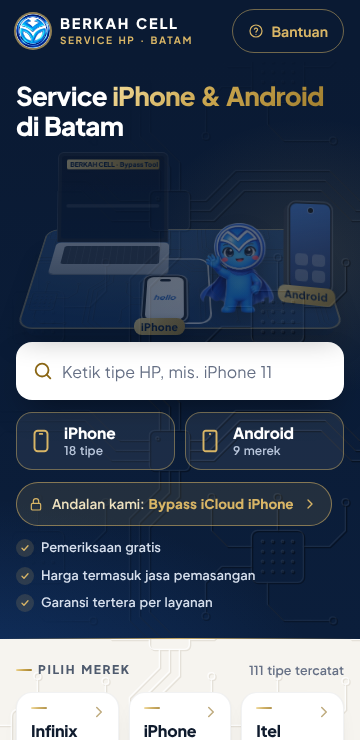 BERKAH CELL
SERVICE HP · BATAM
Bantuan
Service iPhone & Android
di Batam
BERKAH CELL · Bypass Tool
hello
iPhone
Android
Ketik tipe HP, mis. iPhone 11
iPhone
18 tipe
Android
9 merek
Andalan kami: Bypass iCloud iPhone
Pemeriksaan gratis
Harga termasuk jasa pemasangan
Garansi tertera per layanan
PILIH MEREK
111 tipe tercatat
Infinix
iPhone
Itel